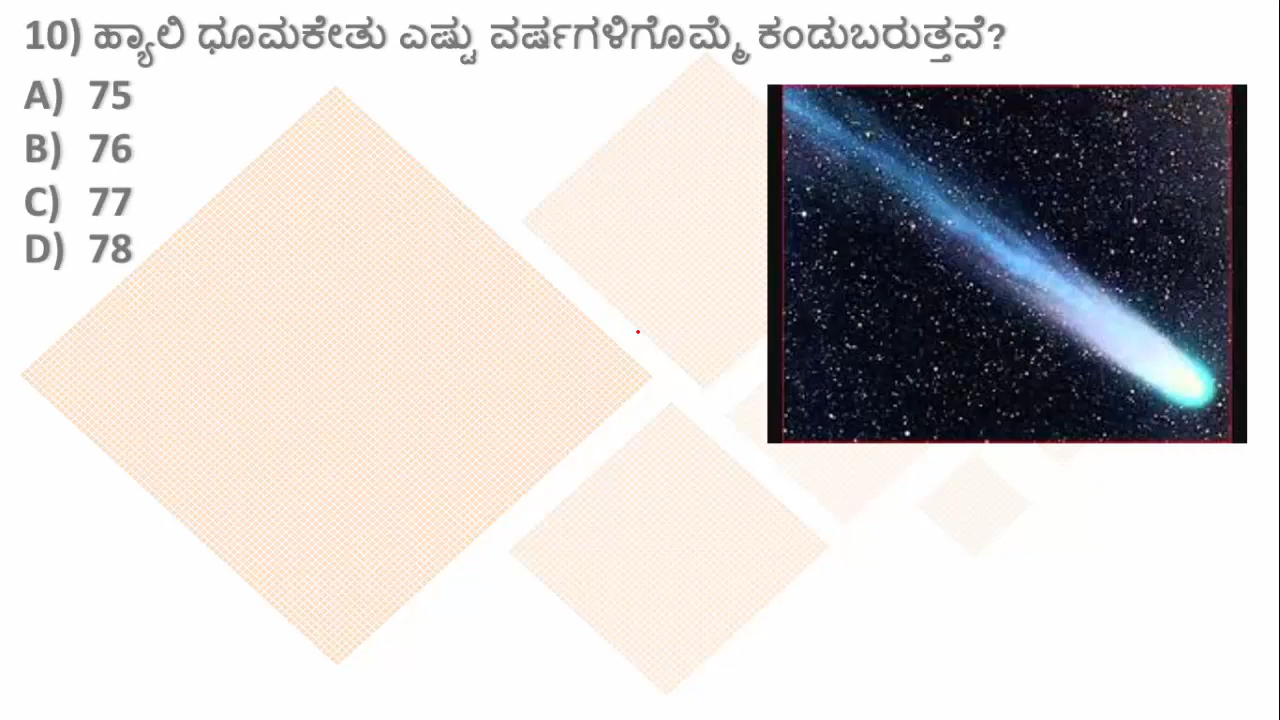 10) ಹ್ಯಾಲಿ ಧೂಮಕೇತು ಎಷ್ಟು ವರ್ಷಗಳಿಗೊಮ್ಮೆ ಕಂಡುಬರುತ್ತವೆ?
A) 75
B) 76
C) 77
D) 78